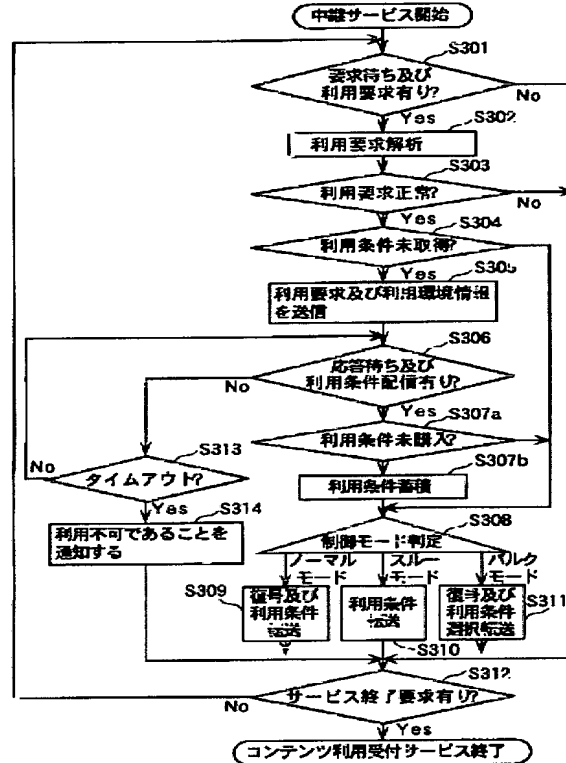 中継サービス開始
S301
要求待ち及び
利用要求有り?
No
Yes
S302
利用要求解析
S303
利用要求正常?
No
Yes
S304
利用条件未取得?
Yes
S305
利用要求及び利用環境情報
を送信
S306
応答待ち及び
利用条件配信有り?
No
Yes
S307a
利用条件未購入?
S313
No
タイムアウト?
Yes
S307b
利用条件蓄積
S314
利用不可であることを
通知する
S308
制御モード判定
ノーマル
モード
スルー
モード
バルク
モード
S309
復号及び
利用条件
転送
利用条件
転送
S310
復号及び
利用条件
選択転送
S311
S312
サービス終了要求有り?
No
Yes
コンテンツ利用受付サービス終了